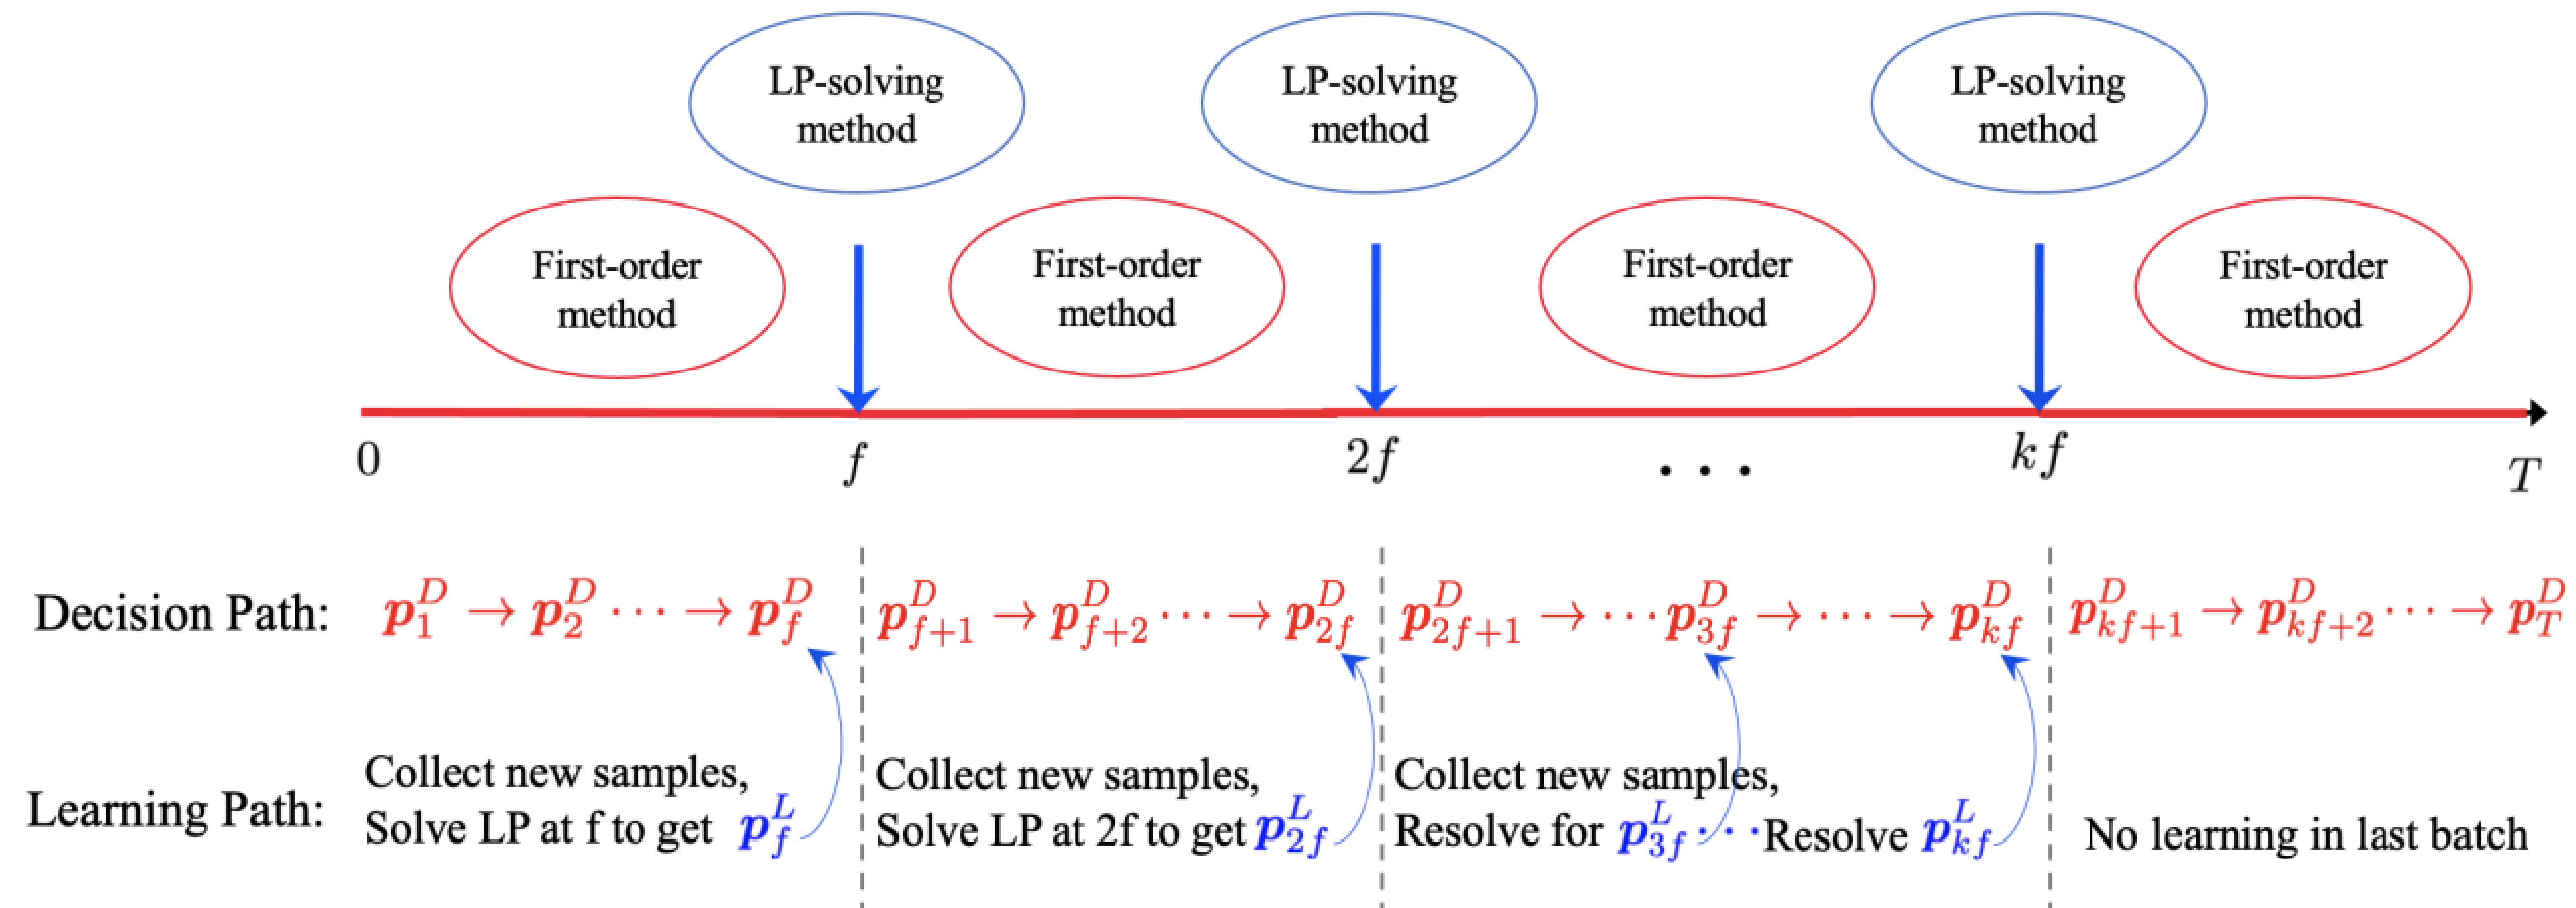 LP-solving
method
LP-solving
method
LP-solving
method
First-order
method
First-order
method
First-order
method
First-order
method
0 f 2f ... kf T
Decision Path: p_1^D → p_2^D ⋯ → p_f^D p_{f+1}^D → p_{f+2}^D ⋯ → p_{2f}^D p_{2f+1}^D → ⋯ p_{3f}^D → ⋯ → p_{kf}^D p_{kf+1}^D → p_{kf+2}^D ⋯ → p_T^D
Learning Path:
Collect new samples,
Solve LP at f to get p_f^L
Collect new samples,
Solve LP at 2f to get p_{2f}^L
Collect new samples,
Resolve for p_{3f}^L ⋯ Resolve p_{kf}^L
No learning in last batch